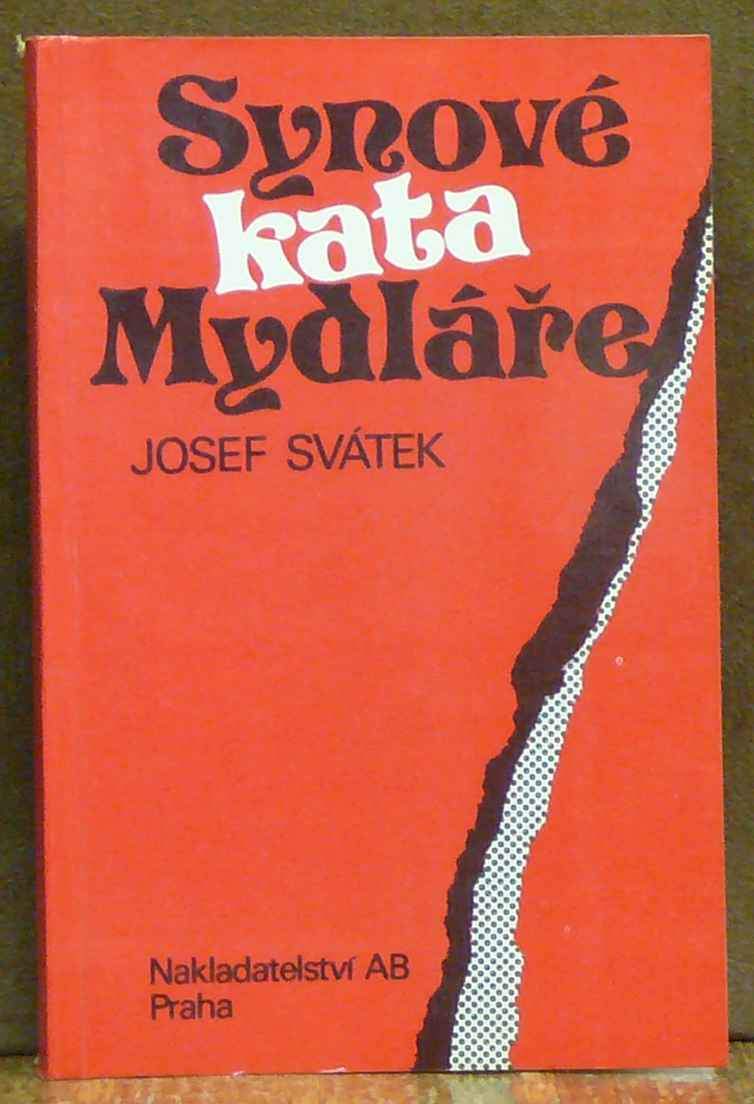 Synové
kata
Mydláře
JOSEF SVÁTEK
Nakladatelství AB
Praha